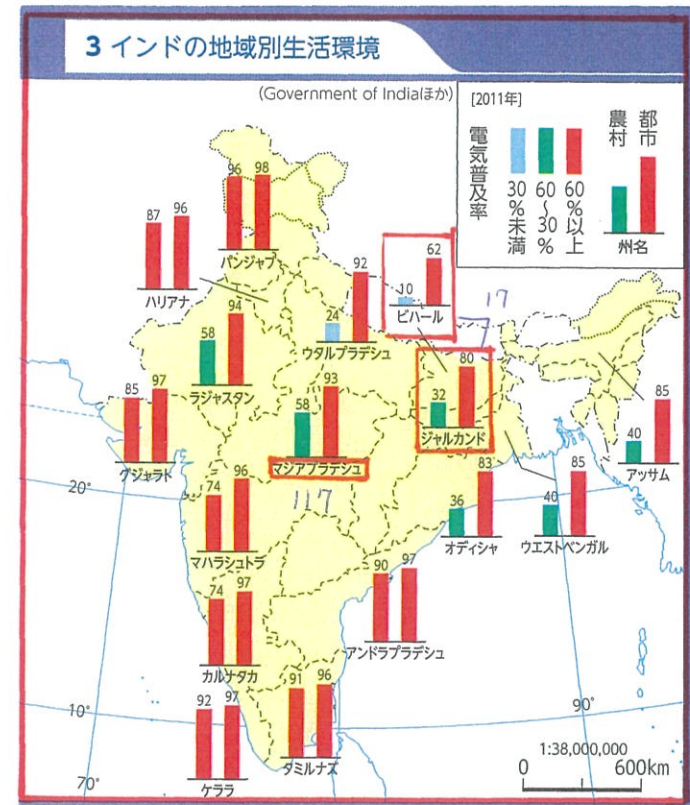 3 インドの地域別生活環境
(Government of Indiaほか)
[2011年]
電気普及率
30%未満
60〜30%
60%以上
農村
都市
州名
96 98
パンジャブ
87 96
ハリアナ
10 62
ビハール
17
24 92
ウタルプラデシュ
58 94
ラジャスタン
85 97
グジャラト
58 93
マジアプラデシュ
117
32 80
ジャルカンド
40 85
アッサム
20°
74 96
マハラシュトラ
36 83
オディシャ
40 85
ウエストベンガル
74 97
カルナタカ
90 97
アンドラプラデシュ
91 96
タミルナズ
92 97
ケララ
10°
90°
70°
1:38,000,000
0 600km